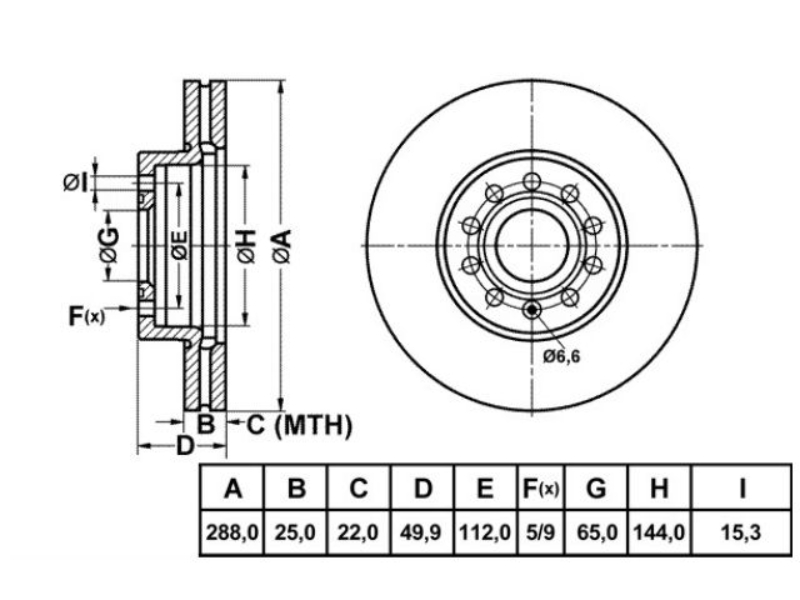 ØI
ØG
ØE
ØH
ØA
F(x)
Ø6,6
B
C (MTH)
D
A B C D E F(x) G H I
288,0 25,0 22,0 49,9 112,0 5/9 65,0 144,0 15,3